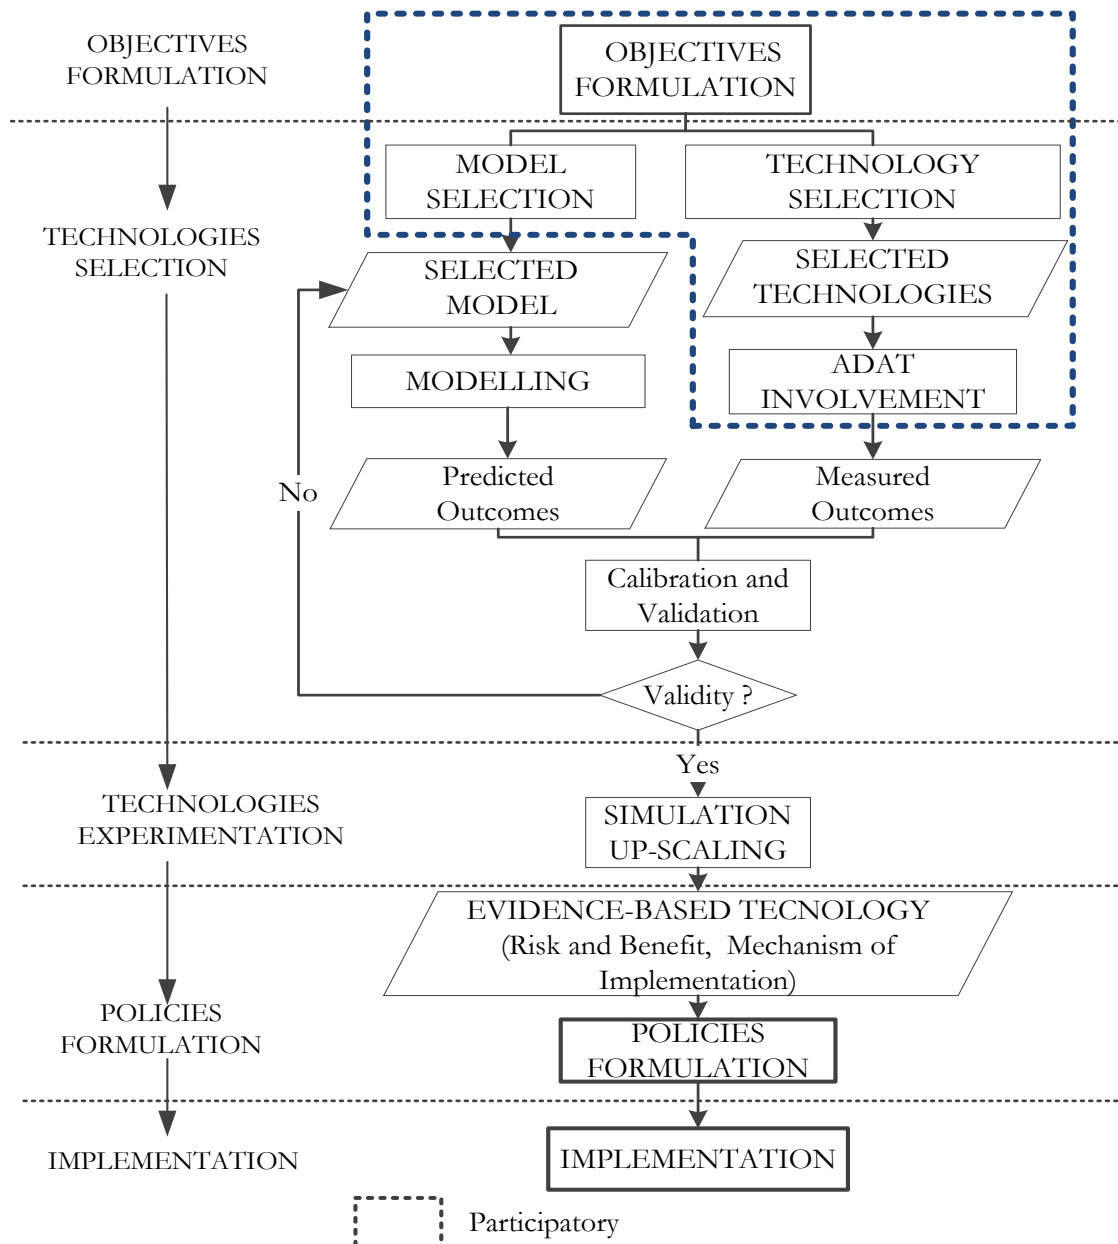 OBJECTIVES
FORMULATION
OBJECTIVES
FORMULATION
MODEL
SELECTION
TECHNOLOGY
SELECTION
TECHNOLOGIES
SELECTION
SELECTED
MODEL
SELECTED
TECHNOLOGIES
MODELLING
ADAT
INVOLVEMENT
No
Predicted
Outcomes
Measured
Outcomes
Calibration and
Validation
Validity ?
Yes
TECHNOLOGIES
EXPERIMENTATION
SIMULATION
UP-SCALING
EVIDENCE-BASED TECNOLOGY
(Risk and Benefit, Mechanism of
Implementation)
POLICIES
FORMULATION
POLICIES
FORMULATION
IMPLEMENTATION
IMPLEMENTATION
Participatory